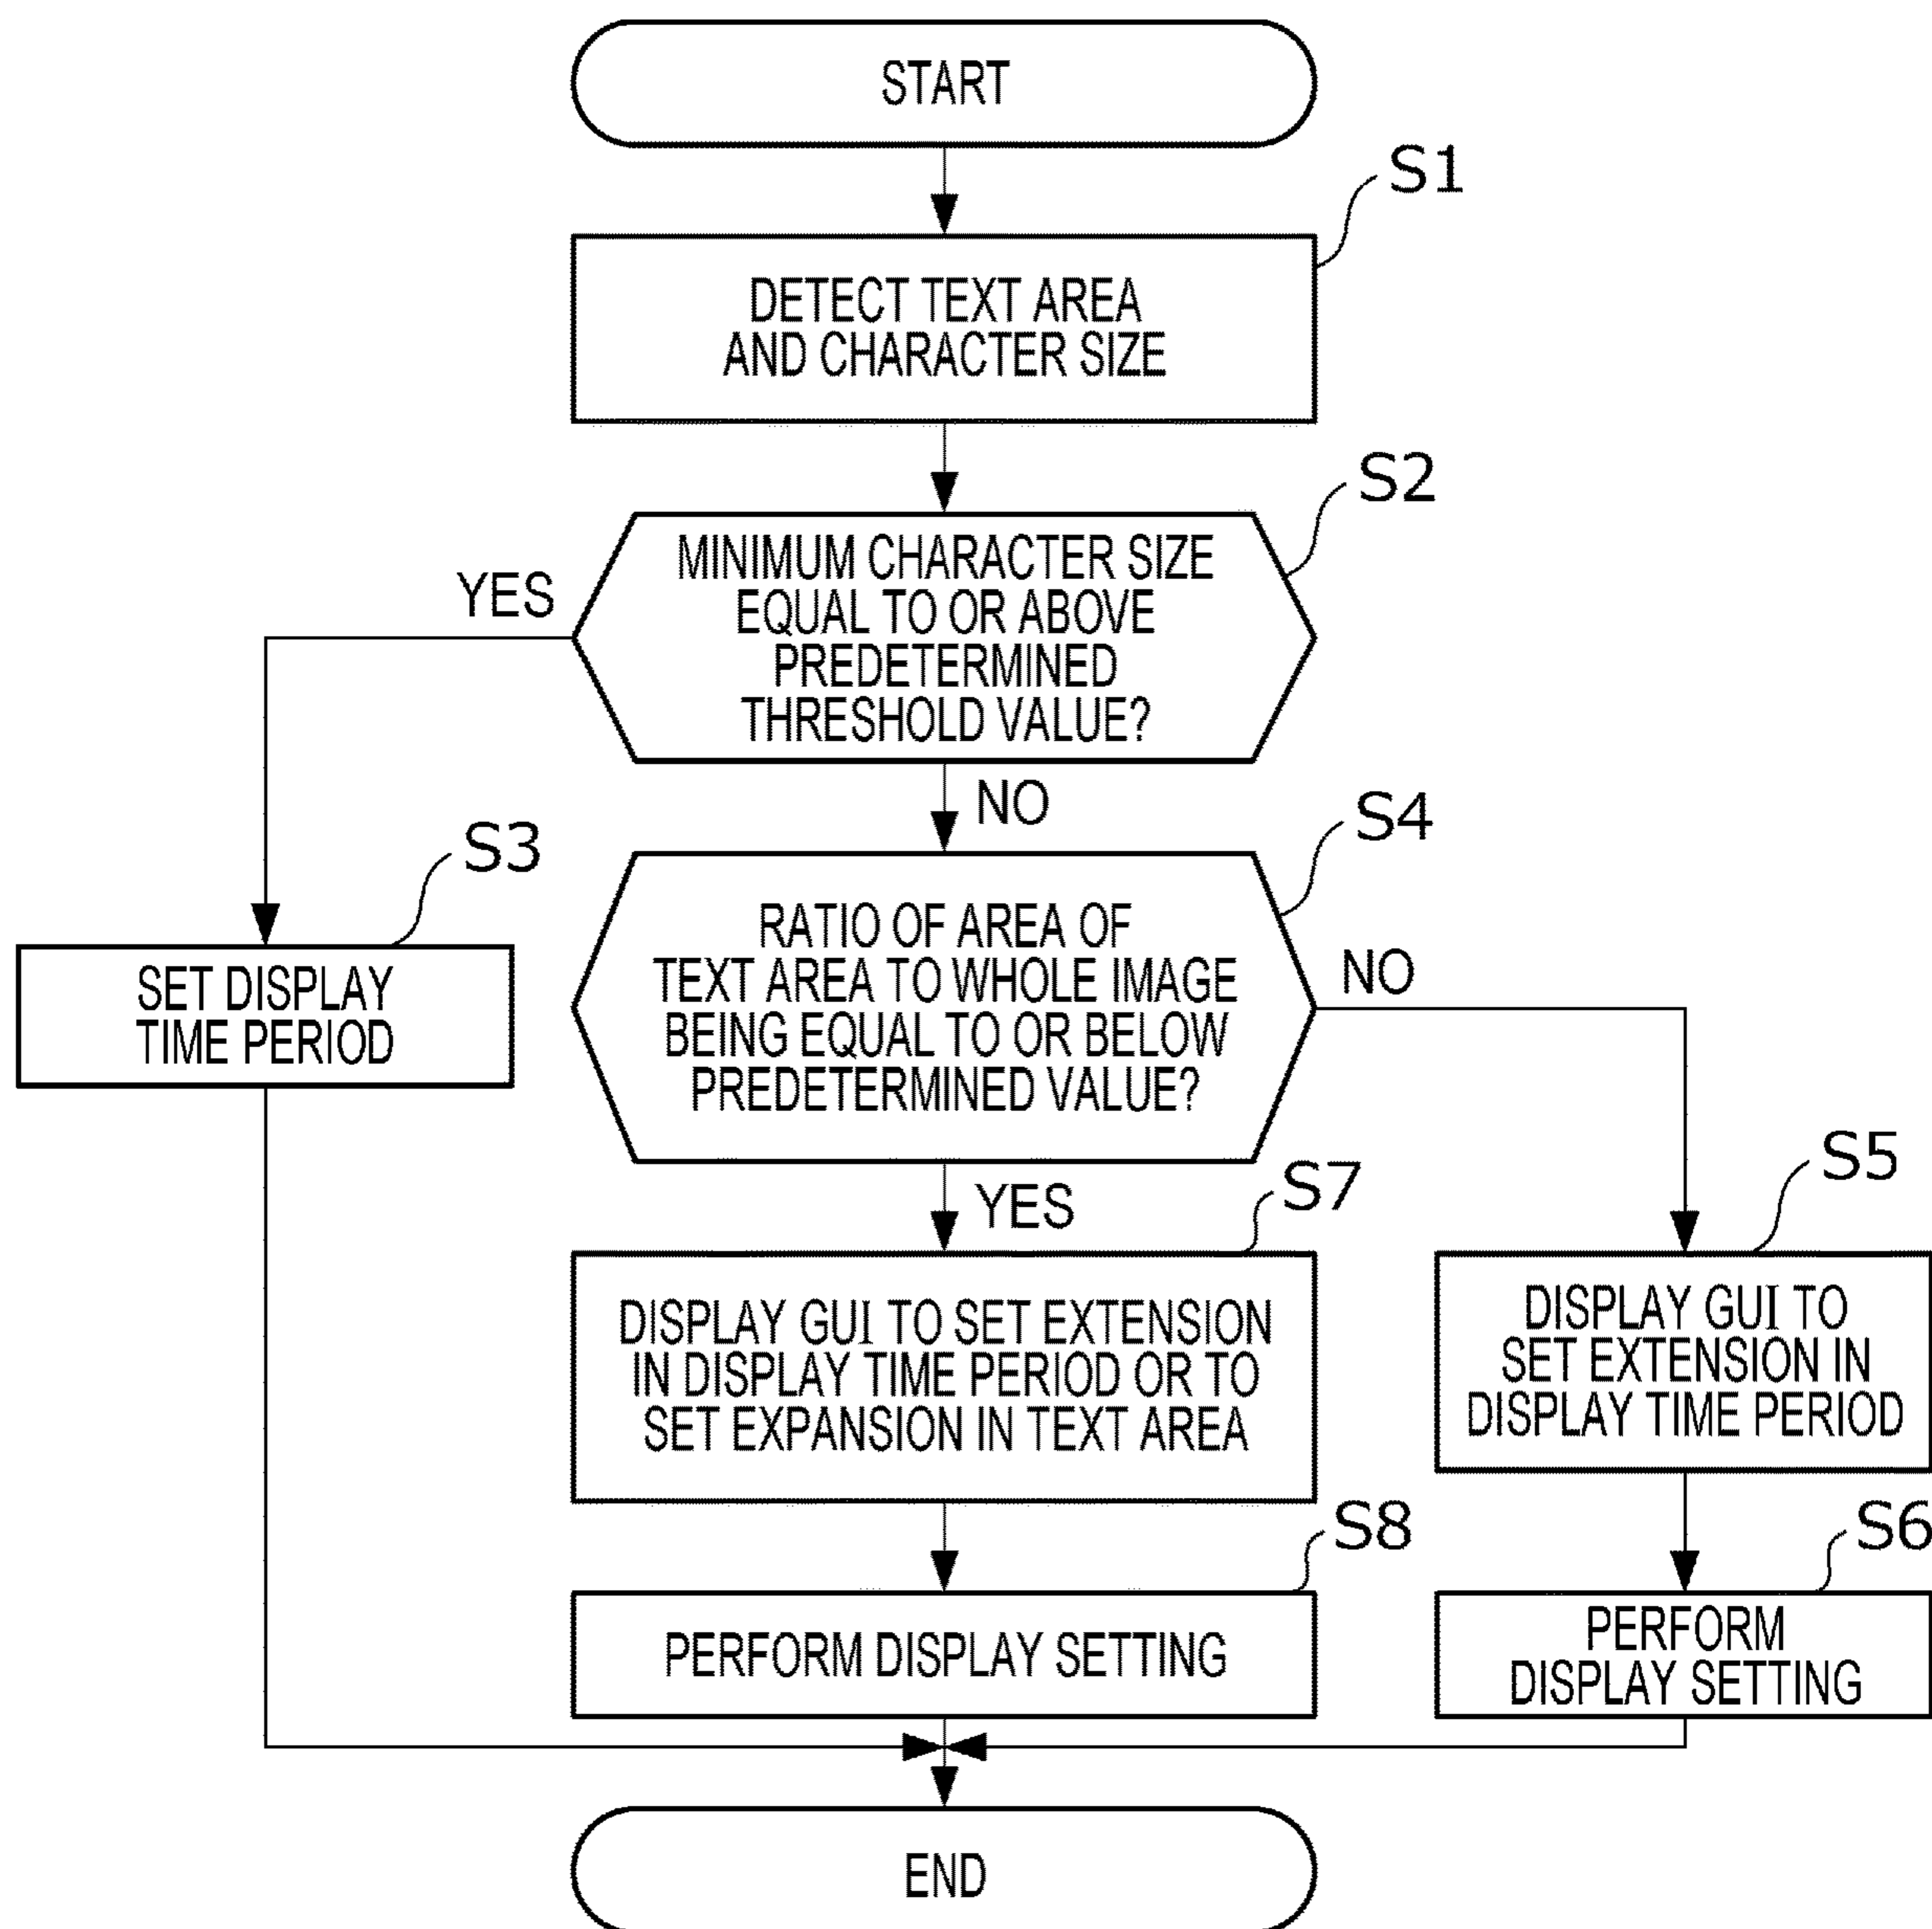 START
S1
DETECT TEXT AREA
AND CHARACTER SIZE
S2
MINIMUM CHARACTER SIZE
EQUAL TO OR ABOVE
PREDETERMINED
THRESHOLD VALUE?
YES
NO
S3
SET DISPLAY
TIME PERIOD
S4
RATIO OF AREA OF
TEXT AREA TO WHOLE IMAGE
BEING EQUAL TO OR BELOW
PREDETERMINED VALUE?
NO
YES
S7
DISPLAY GUI TO SET EXTENSION
IN DISPLAY TIME PERIOD OR TO
SET EXPANSION IN TEXT AREA
S5
DISPLAY GUI TO
SET EXTENSION IN
DISPLAY TIME PERIOD
S8
PERFORM DISPLAY SETTING
S6
PERFORM
DISPLAY SETTING
END